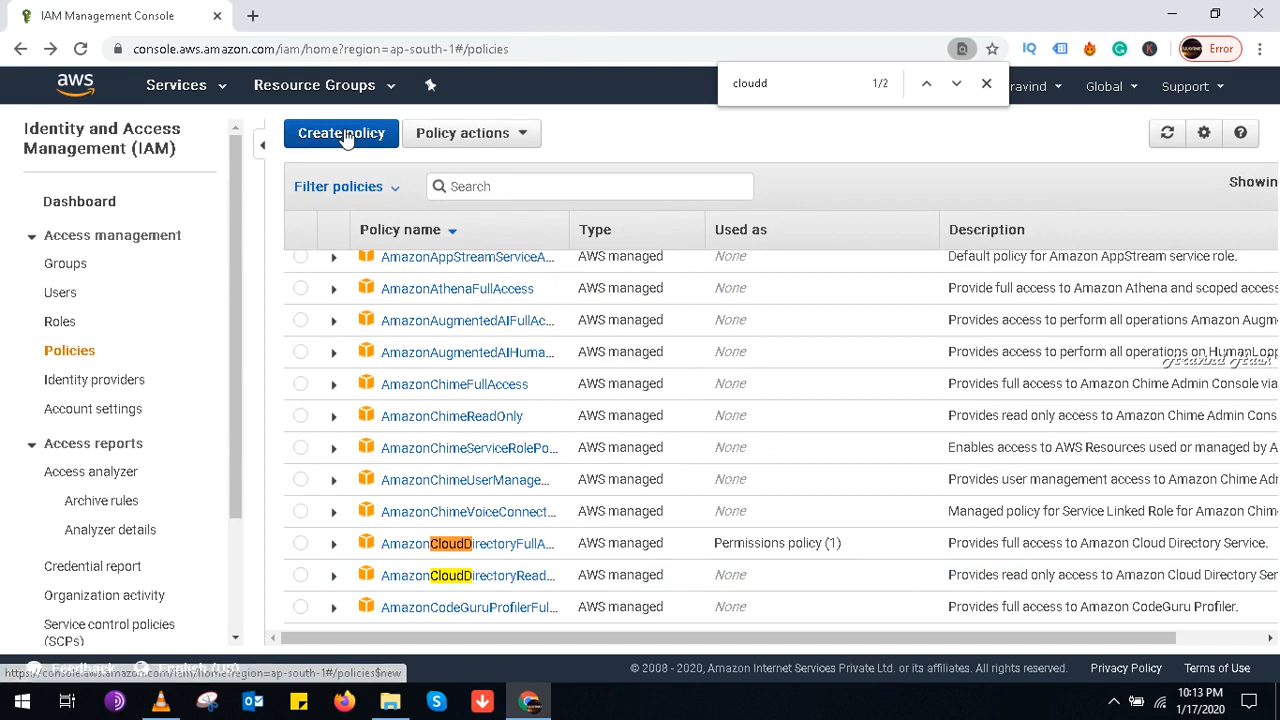 IAM Management Console
console.aws.amazon.com/iam/home?region=ap-south-1#/policies
Error
cloudd 1/2
aws Services Resource Groups ravind Global Support
Identity and Access
Management (IAM)
Dashboard
Access management
Groups
Users
Roles
Policies
Identity providers
Account settings
Access reports
Access analyzer
Archive rules
Analyzer details
Credential report
Organization activity
Service control policies
(SCPs)
Create policy Policy actions
Filter policies Search Showin
Policy name Type Used as Description
AmazonAppStreamServiceA... AWS managed None Default policy for Amazon AppStream service role.
AmazonAthenaFullAccess AWS managed None Provide full access to Amazon Athena and scoped access
AmazonAugmentedAIFullAc... AWS managed None Provides access to perform all operations Amazon Augm
AmazonAugmentedAIHuma... AWS managed None Provides access to perform all operations on HumanLoop
AmazonChimeFullAccess AWS managed None Provides full access to Amazon Chime Admin Console via
AmazonChimeReadOnly AWS managed None Provides read only access to Amazon Chime Admin Cons
AmazonChimeServiceRolePo... AWS managed None Enables access to AWS Resources used or managed by A
AmazonChimeUserManage... AWS managed None Provides user management access to Amazon Chime Ad
AmazonChimeVoiceConnect... AWS managed None Managed policy for Service Linked Role for Amazon Chim
AmazonCloudDirectoryFullA... AWS managed Permissions policy (1) Provides full access to Amazon Cloud Directory Service.
AmazonCloudDirectoryRead... AWS managed None Provides read only access to Amazon Cloud Directory Ser
AmazonCodeGuruProfilerFul... AWS managed None Provides full access to Amazon CodeGuru Profiler.
Feedback English (US) © 2008 - 2020, Amazon Internet Services Private Ltd. or its affiliates. All rights reserved. Privacy Policy Terms of Use
https://console.aws.amazon.com/iam/home?region=ap-south-1#/policies$new
10:13 PM
1/17/2020